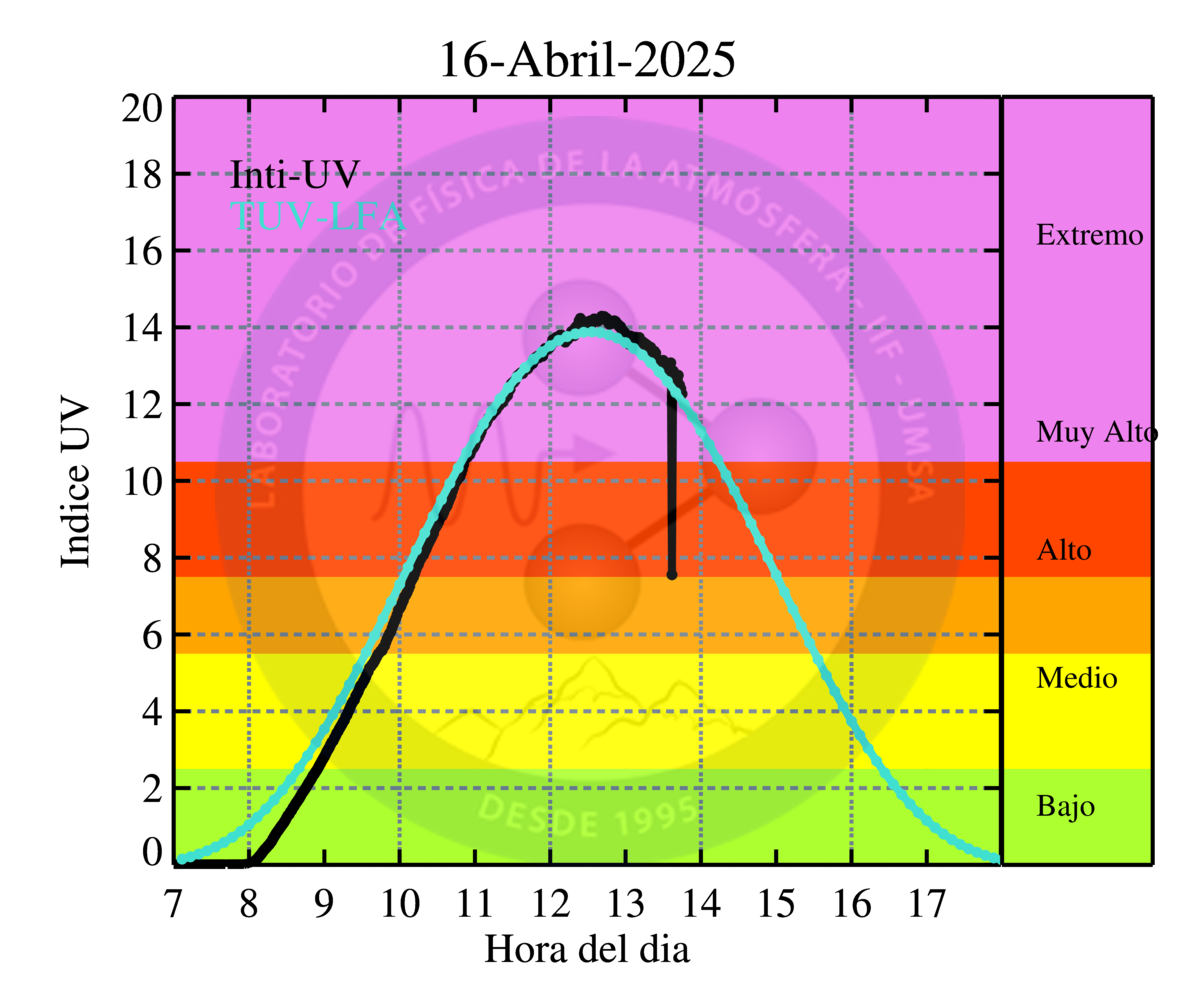 16-Abril-2025
Inti-UV
TUV-LFA
LABORATORIO DE FÍSICA DE LA ATMÓSFERA - IIF - UMSA
DESDE 1995
Indice UV
20
18
16
14
12
10
8
6
4
2
0
Extremo
Muy Alto
Alto
Medio
Bajo
7 8 9 10 11 12 13 14 15 16 17
Hora del dia